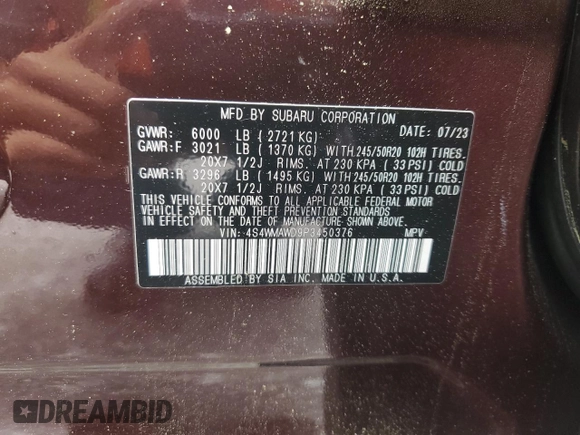 MFD BY SUBARU CORPORATION
GVWR: 6000 LB ( 2721 KG) DATE: 07/23
GAWR:F 3021 LB ( 1370 KG) WITH 245/50R20 102H TIRES.
20X7 1/2J RIMS. AT 230 KPA ( 33 PSI) COLD
GAWR:R 3296 LB ( 1495 KG) WITH 245/50R20 102H TIRES.
20X7 1/2J RIMS. AT 230 KPA ( 33 PSI) COLD
THIS VEHICLE CONFORMS TO ALL APPLICABLE FEDERAL MOTOR
VEHICLE SAFETY AND THEFT PREVENTION STANDARDS
IN EFFECT ON THE DATE OF MANUFACTURE SHOWN ABOVE.
VIN: 4S4WMAWD9P3450376 MPV
ASSEMBLED BY SIA INC. MADE IN U.S.A.
DREAMBID